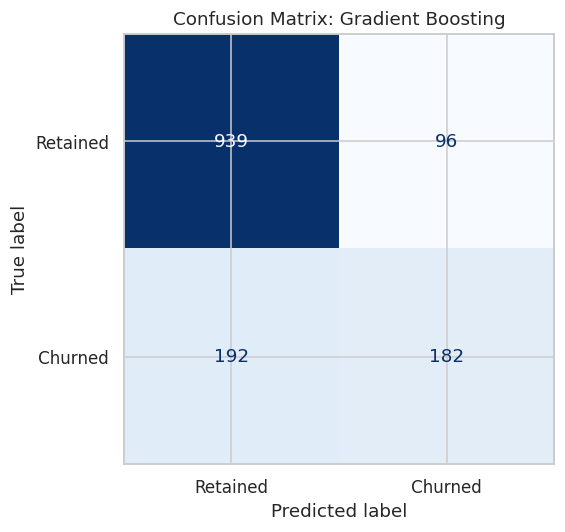 Confusion Matrix: Gradient Boosting
True label
Retained
939
96
Churned
192
182
Retained
Churned
Predicted label